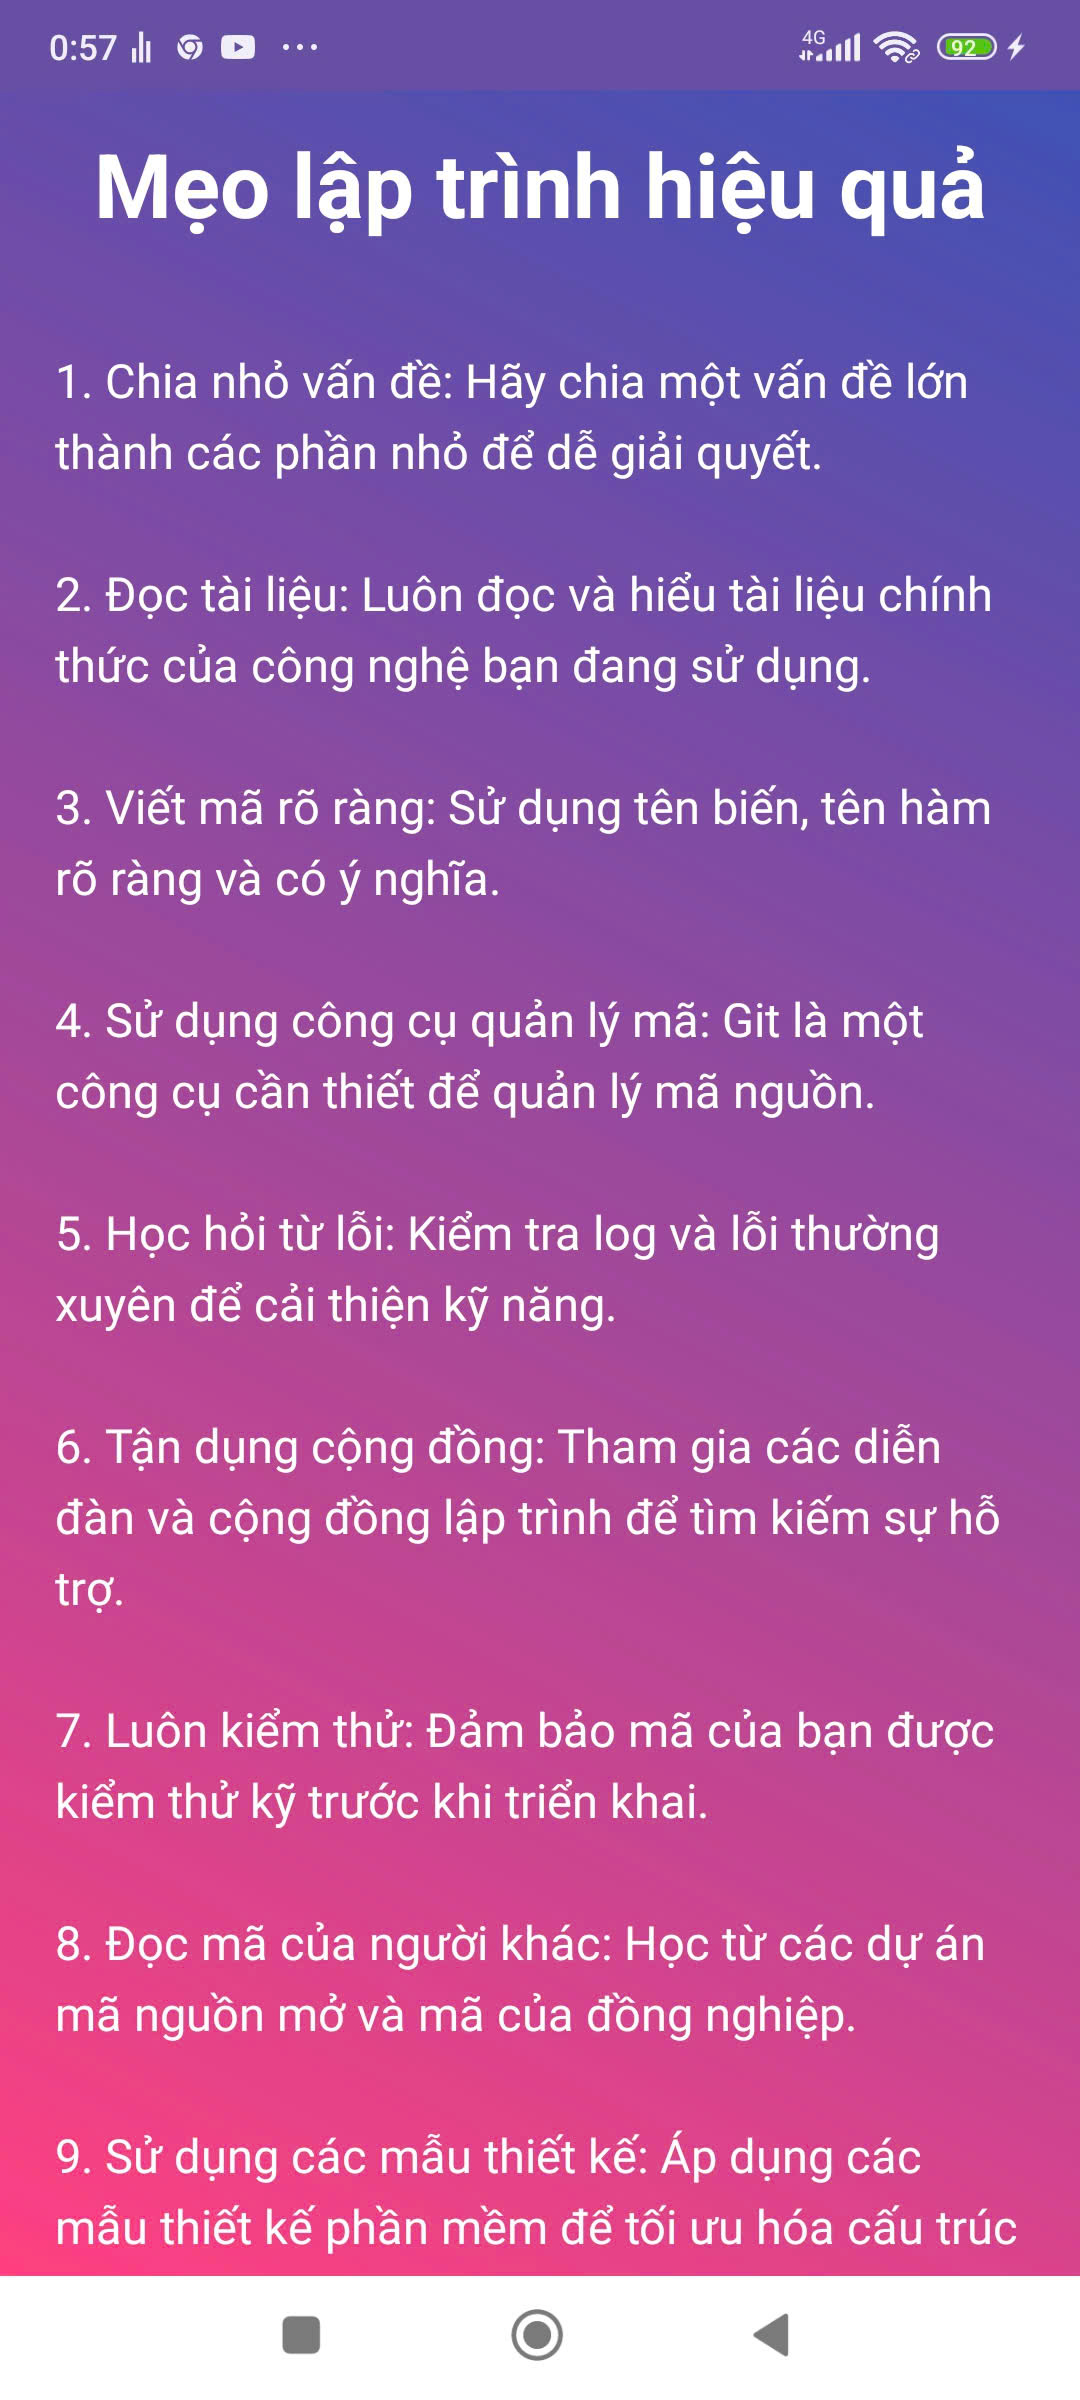 0:57
4G
92
Mẹo lập trình hiệu quả
1. Chia nhỏ vấn đề: Hãy chia một vấn đề lớn
thành các phần nhỏ để dễ giải quyết.
2. Đọc tài liệu: Luôn đọc và hiểu tài liệu chính
thức của công nghệ bạn đang sử dụng.
3. Viết mã rõ ràng: Sử dụng tên biến, tên hàm
rõ ràng và có ý nghĩa.
4. Sử dụng công cụ quản lý mã: Git là một
công cụ cần thiết để quản lý mã nguồn.
5. Học hỏi từ lỗi: Kiểm tra log và lỗi thường
xuyên để cải thiện kỹ năng.
6. Tận dụng cộng đồng: Tham gia các diễn
đàn và cộng đồng lập trình để tìm kiếm sự hỗ
trợ.
7. Luôn kiểm thử: Đảm bảo mã của bạn được
kiểm thử kỹ trước khi triển khai.
8. Đọc mã của người khác: Học từ các dự án
mã nguồn mở và mã của đồng nghiệp.
9. Sử dụng các mẫu thiết kế: Áp dụng các
mẫu thiết kế phần mềm để tối ưu hóa cấu trúc